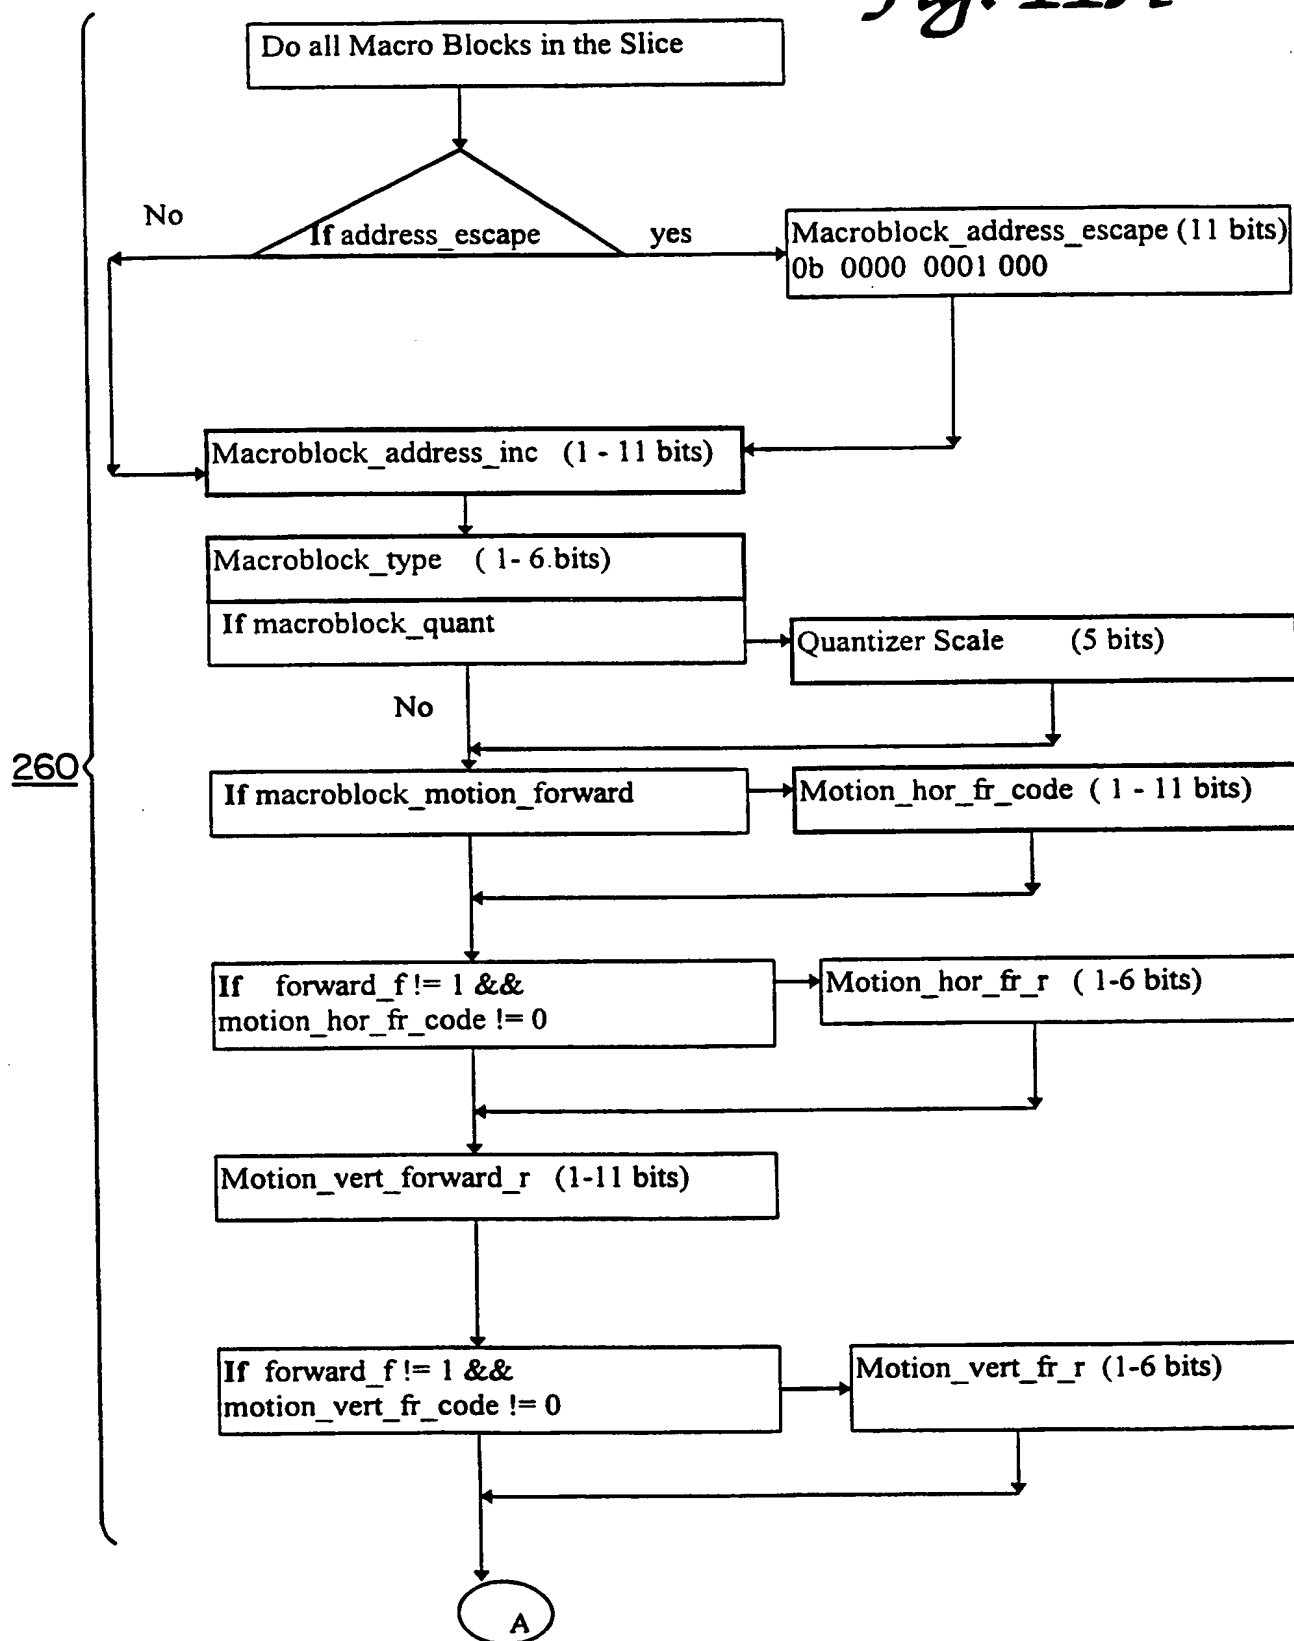 Do all Macro Blocks in the Slice
No
If address_escape
yes
Macroblock_address_escape (11 bits)
0b 0000 0001 000
Macroblock_address_inc (1 - 11 bits)
Macroblock_type ( 1- 6 bits)
If macroblock_quant
Quantizer Scale (5 bits)
No
260
If macroblock_motion_forward
Motion_hor_fr_code ( 1 - 11 bits)
If forward_f != 1 &&
motion_hor_fr_code != 0
Motion_hor_fr_r ( 1-6 bits)
Motion_vert_forward_r (1-11 bits)
If forward_f != 1 &&
motion_vert_fr_code != 0
Motion_vert_fr_r (1-6 bits)
A